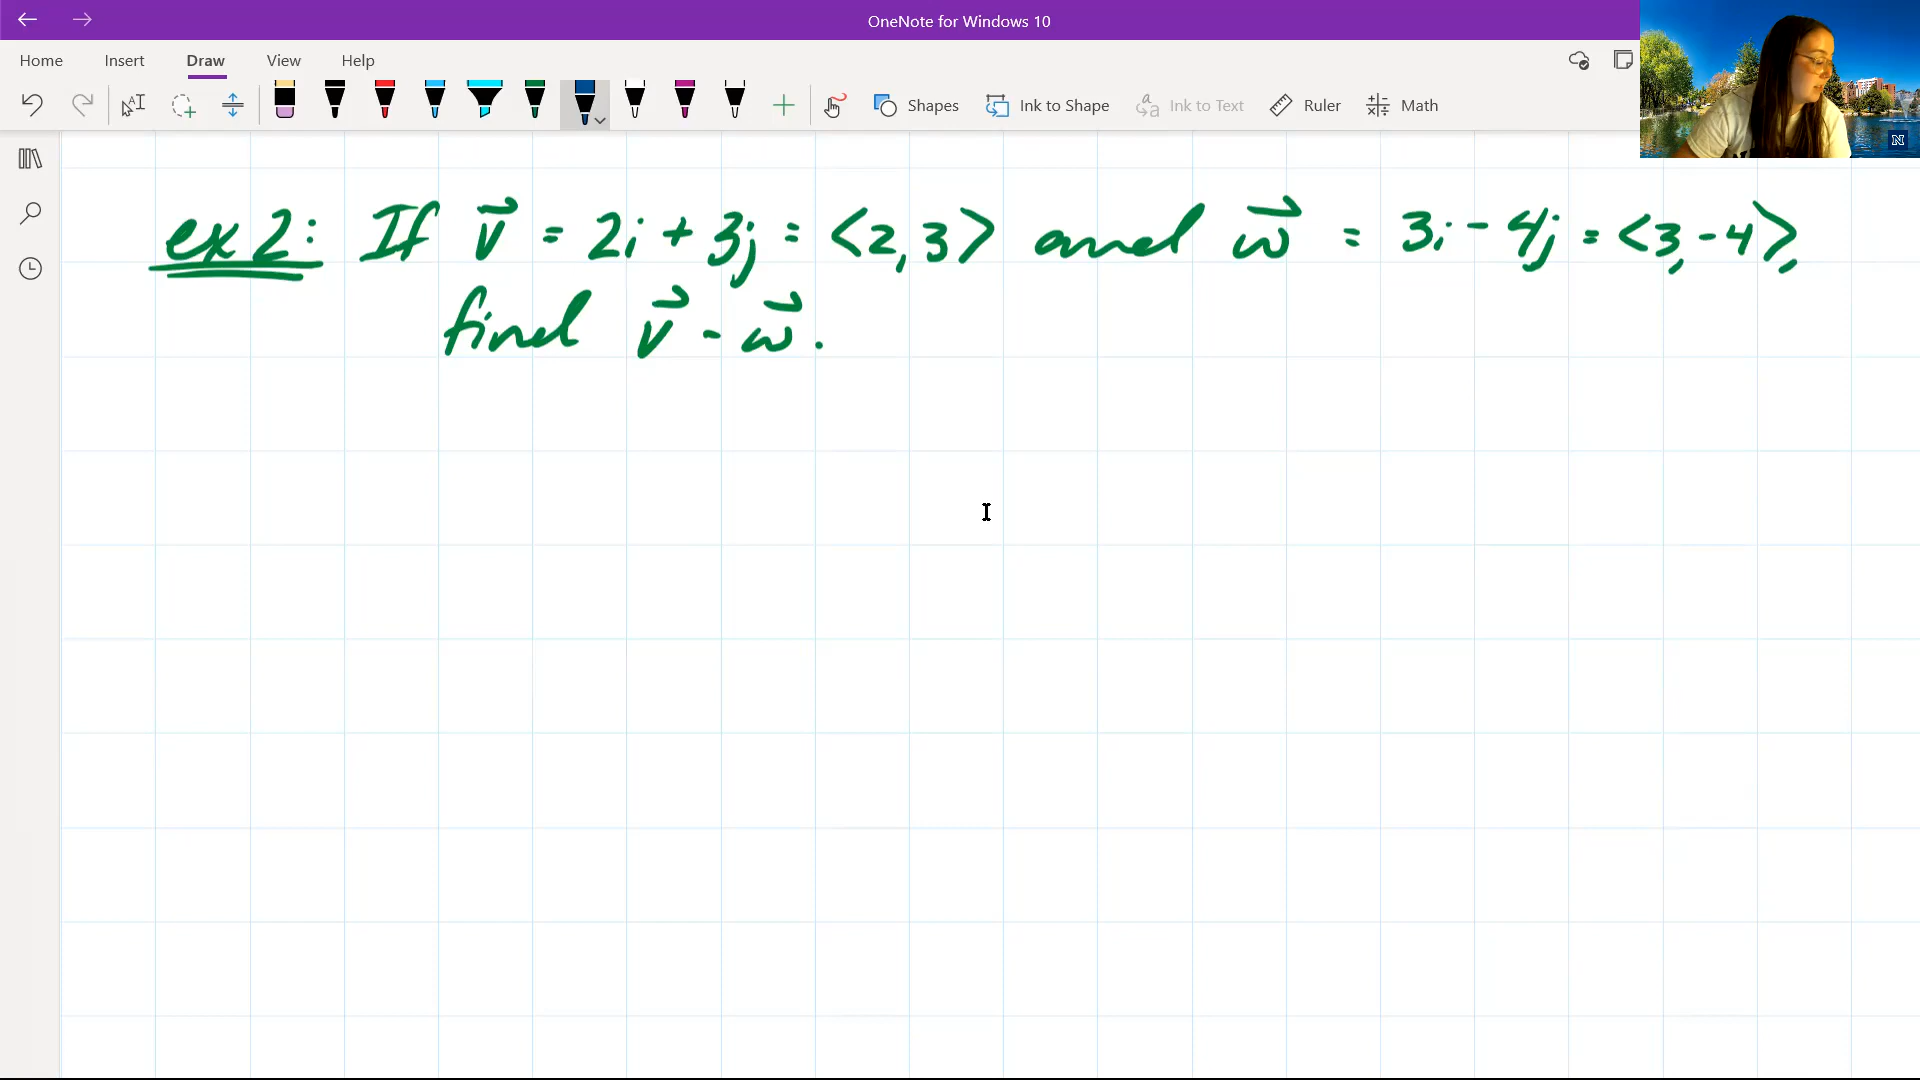 OneNote for Windows 10
Home Insert Draw View Help
Shapes Ink to Shape Ink to Text Ruler Math
N
ex 2: If v⃗ = 2i + 3j = <2,3> and w⃗ = 3i - 4j = <3,-4>,
find v⃗ - w⃗.